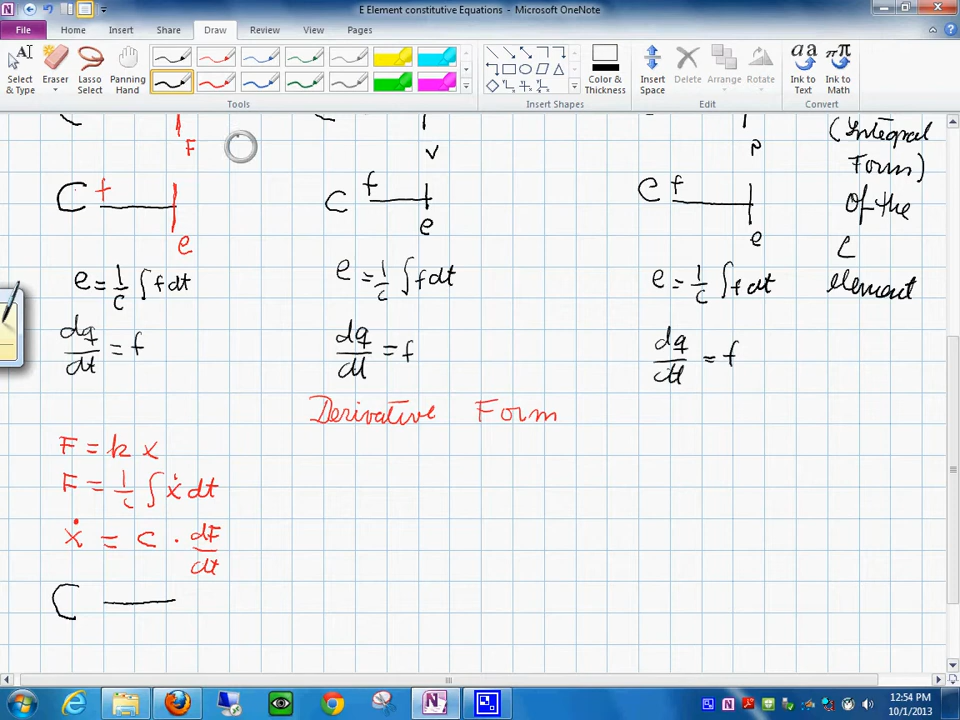 E Element constitutive Equations - Microsoft OneNote
File Home Insert Share Draw Review View Pages
Select & Type
Eraser
Lasso Select
Panning Hand
Color & Thickness
Insert Space
Delete
Arrange
Rotate
Ink to Text
Ink to Math
Tools
Insert Shapes
Edit
Convert
F
V
P
(Integral
Form)
Of the
C
element
C f e
C f e
C f e
e = 1/C ∫ f dt
e = 1/C ∫ f dt
e = 1/C ∫ f dt
dq/dt = f
dq/dt = f
dq/dt = f
Derivative Form
F = k x
F = 1/C ∫ ẋ dt
ẋ = C · dF/dt
C
12:54 PM
10/1/2013